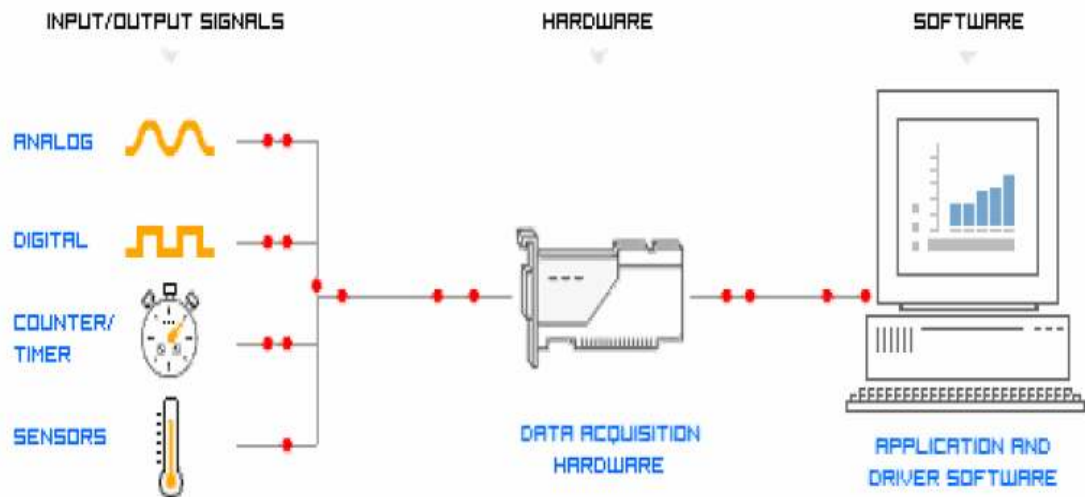 INPUT/OUTPUT SIGNALS
HARDWARE
SOFTWARE
ANALOG
DIGITAL
COUNTER/
TIMER
SENSORS
DATA ACQUISITION
HARDWARE
APPLICATION AND
DRIVER SOFTWARE